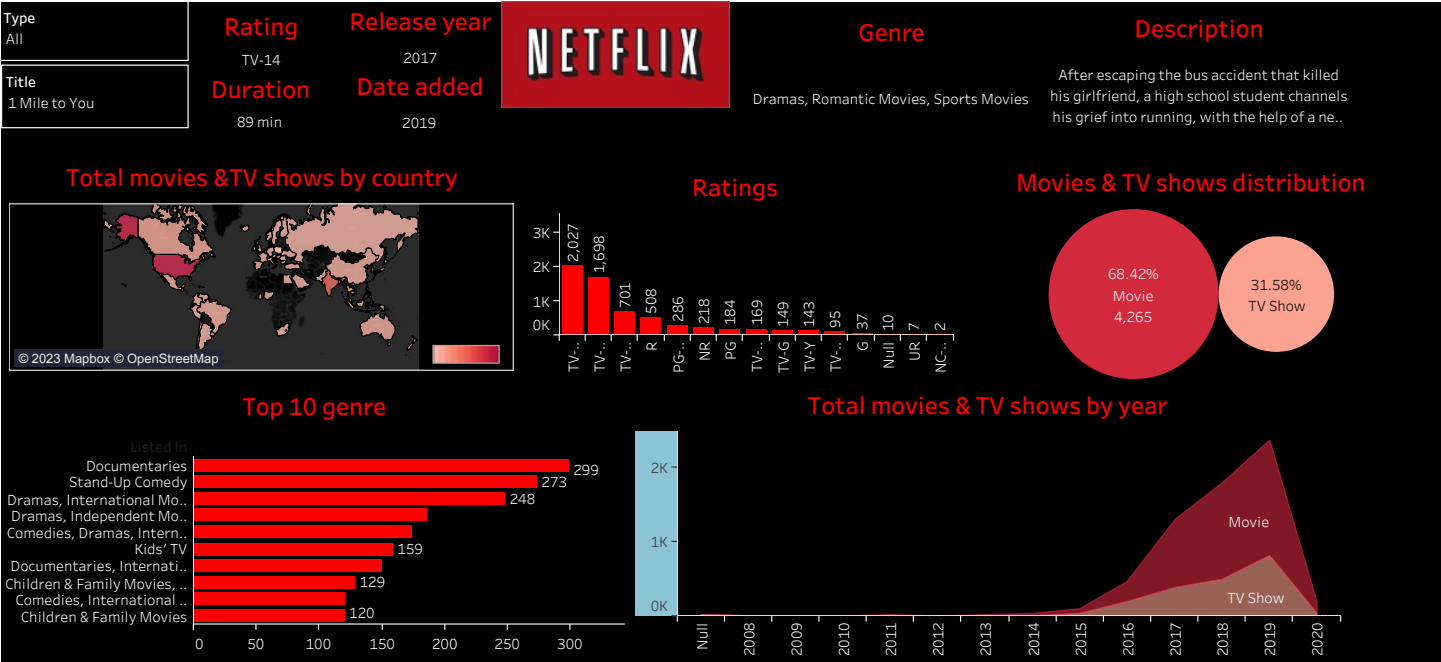 Type
All
Title
1 Mile to You
Rating
TV-14
Duration
89 min
Release year
2017
Date added
2019
NETFLIX
Genre
Dramas, Romantic Movies, Sports Movies
Description
After escaping the bus accident that killed
his girlfriend, a high school student channels
his grief into running, with the help of a ne..
Total movies &TV shows by country
© 2023 Mapbox © OpenStreetMap
Ratings
3K
2K
1K
0K
2,027
1,698
701
508
286
218
184
169
149
143
95
37
10
7
2
TV-..
TV-..
TV-..
R
PG-..
NR
PG
TV-..
TV-G
TV-Y
TV-..
G
Null
UR
NC-..
Movies & TV shows distribution
68.42%
Movie
4,265
31.58%
TV Show
Top 10 genre
Listed In
Documentaries
299
Stand-Up Comedy
273
Dramas, International Mo..
248
Dramas, Independent Mo..
Comedies, Dramas, Intern..
Kids' TV
159
Documentaries, Internati..
Children & Family Movies, ..
129
Comedies, International ..
Children & Family Movies
120
0 50 100 150 200 250 300
Total movies & TV shows by year
2K
1K
0K
Movie
TV Show
Null 2008 2009 2010 2011 2012 2013 2014 2015 2016 2017 2018 2019 2020